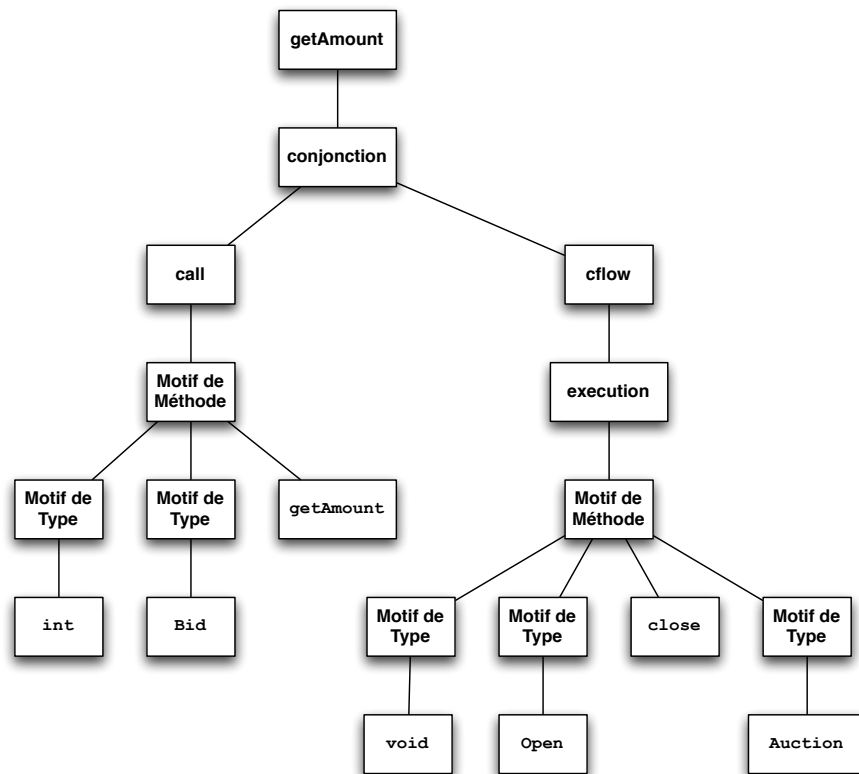 getAmount
conjonction
call
cflow
Motif de
Méthode
execution
Motif de
Type
Motif de
Type
getAmount
Motif de
Méthode
int
Bid
Motif de
Type
Motif de
Type
close
Motif de
Type
void
Open
Auction